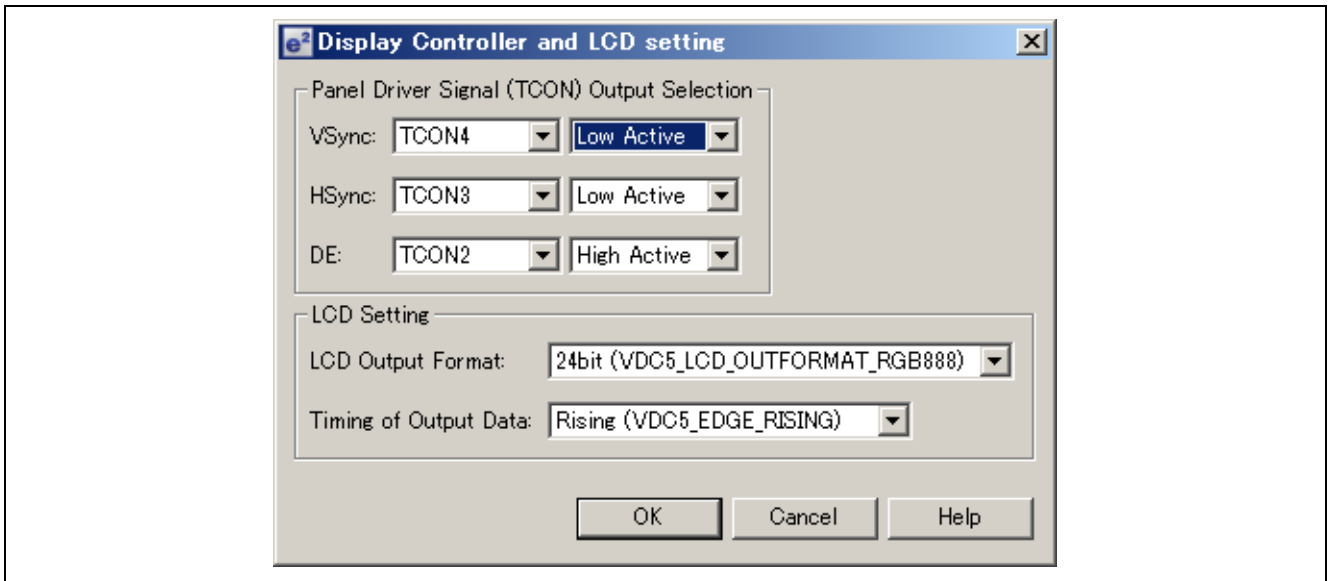 e² Display Controller and LCD setting
Panel Driver Signal (TCON) Output Selection
VSync: TCON4 Low Active
HSync: TCON3 Low Active
DE: TCON2 High Active
LCD Setting
LCD Output Format: 24bit (VDC5_LCD_OUTFORMAT_RGB888)
Timing of Output Data: Rising (VDC5_EDGE_RISING)
OK Cancel Help